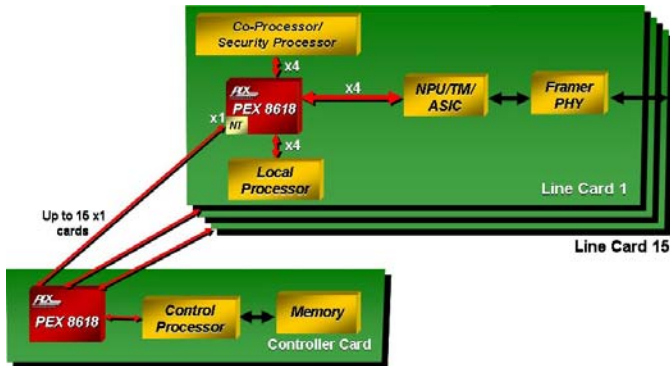 Co-Processor/
Security Processor
x4
PLX
PEX 8618
x1
NT
x4
NPU/TM/
ASIC
Framer
PHY
x4
Local
Processor
Line Card 1
Up to 15 x1
cards
Line Card 15
PLX
PEX 8618
Control
Processor
Memory
Controller Card